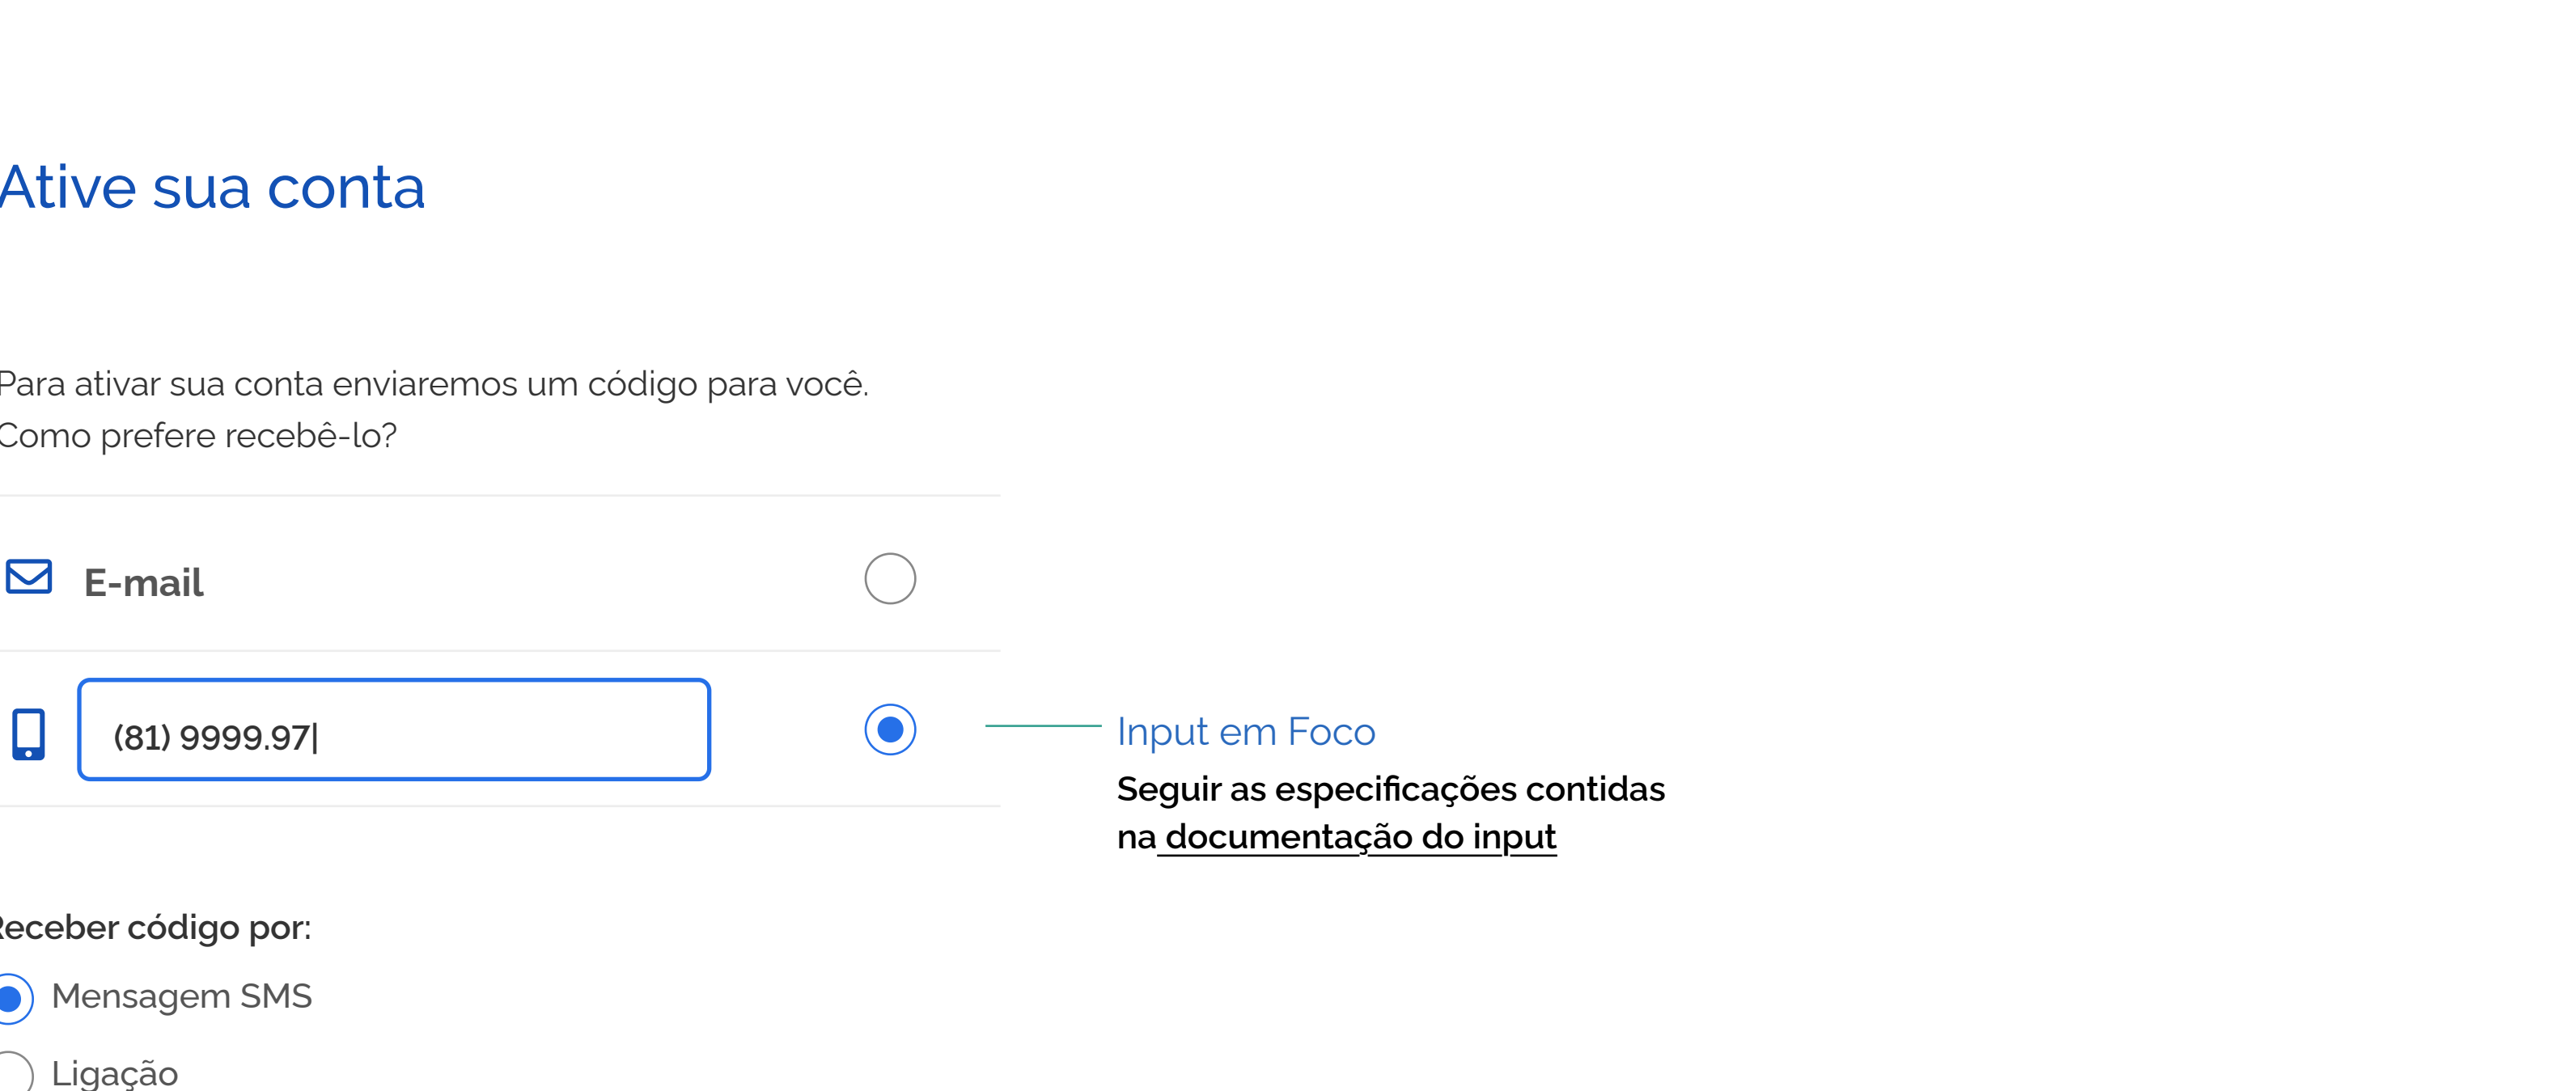 Ative sua conta
Para ativar sua conta enviaremos um código para você.
Como prefere recebê-lo?
E-mail
(81) 9999.97|
Input em Foco
Seguir as especificações contidas
na documentação do input
Receber código por:
Mensagem SMS
Ligação